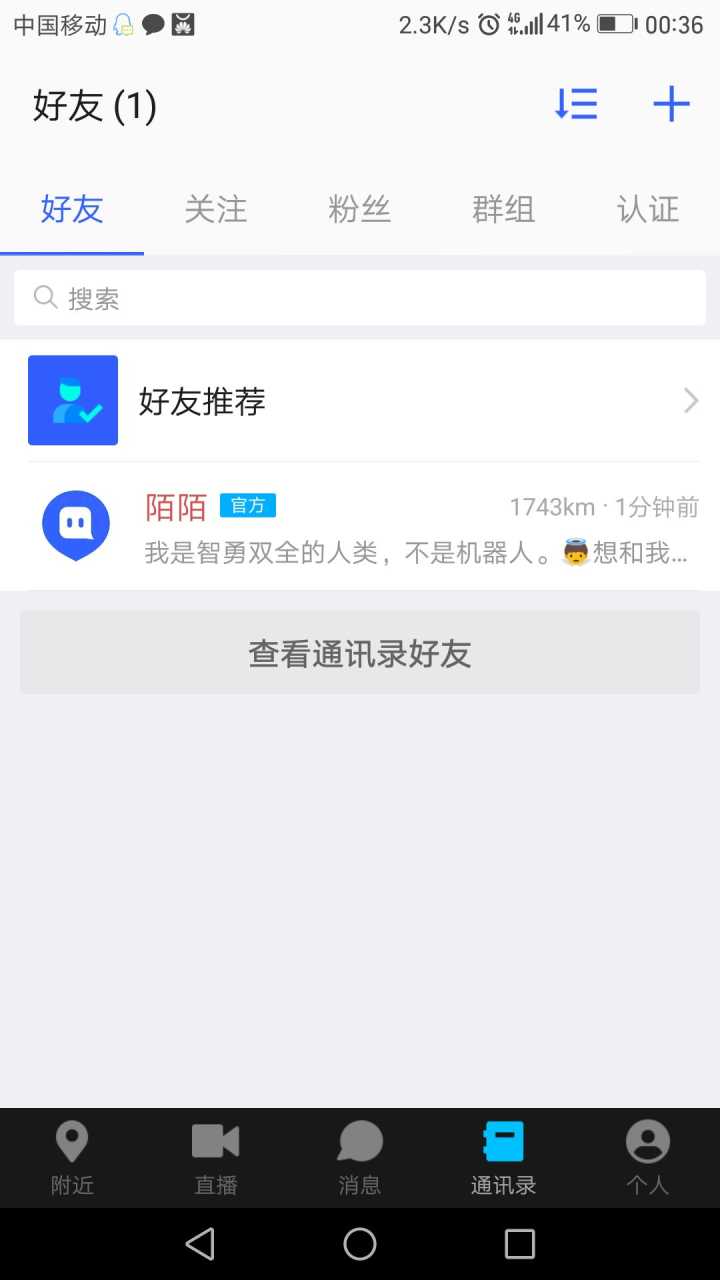 中国移动 2.3K/s 4G 41% 00:36
好友 (1)
好友 关注 粉丝 群组 认证
搜索
好友推荐
陌陌 官方 1743km · 1分钟前
我是智勇双全的人类，不是机器人。👼想和我...
查看通讯录好友
附近 直播 消息 通讯录 个人